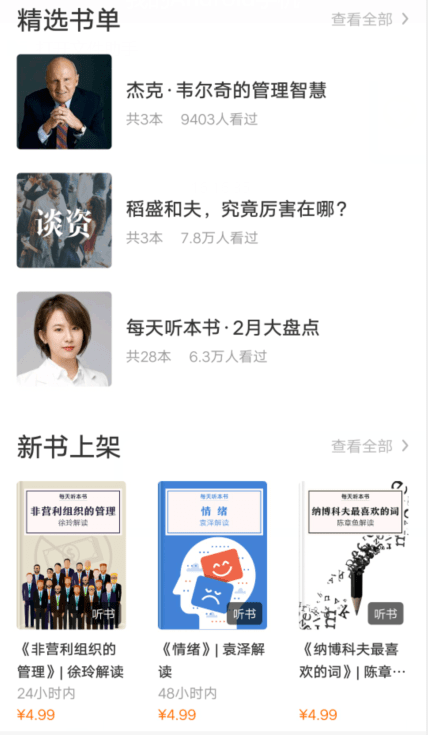 精选书单
查看全部
杰克·韦尔奇的管理智慧
共3本 9403人看过
谈资
稻盛和夫，究竟厉害在哪？
共3本 7.8万人看过
每天听本书·2月大盘点
共28本 6.3万人看过
新书上架
查看全部
每天听本书
非营利组织的管理
徐玲解读
听书
《非营利组织的
管理》| 徐玲解读
24小时内
¥4.99
每天听本书
情绪
袁泽解读
听书
《情绪》| 袁泽解
读
48小时内
¥4.99
每天听本书
纳博科夫最喜欢的词
陈章鱼解读
听书
《纳博科夫最喜
欢的词》| 陈章…
¥4.99